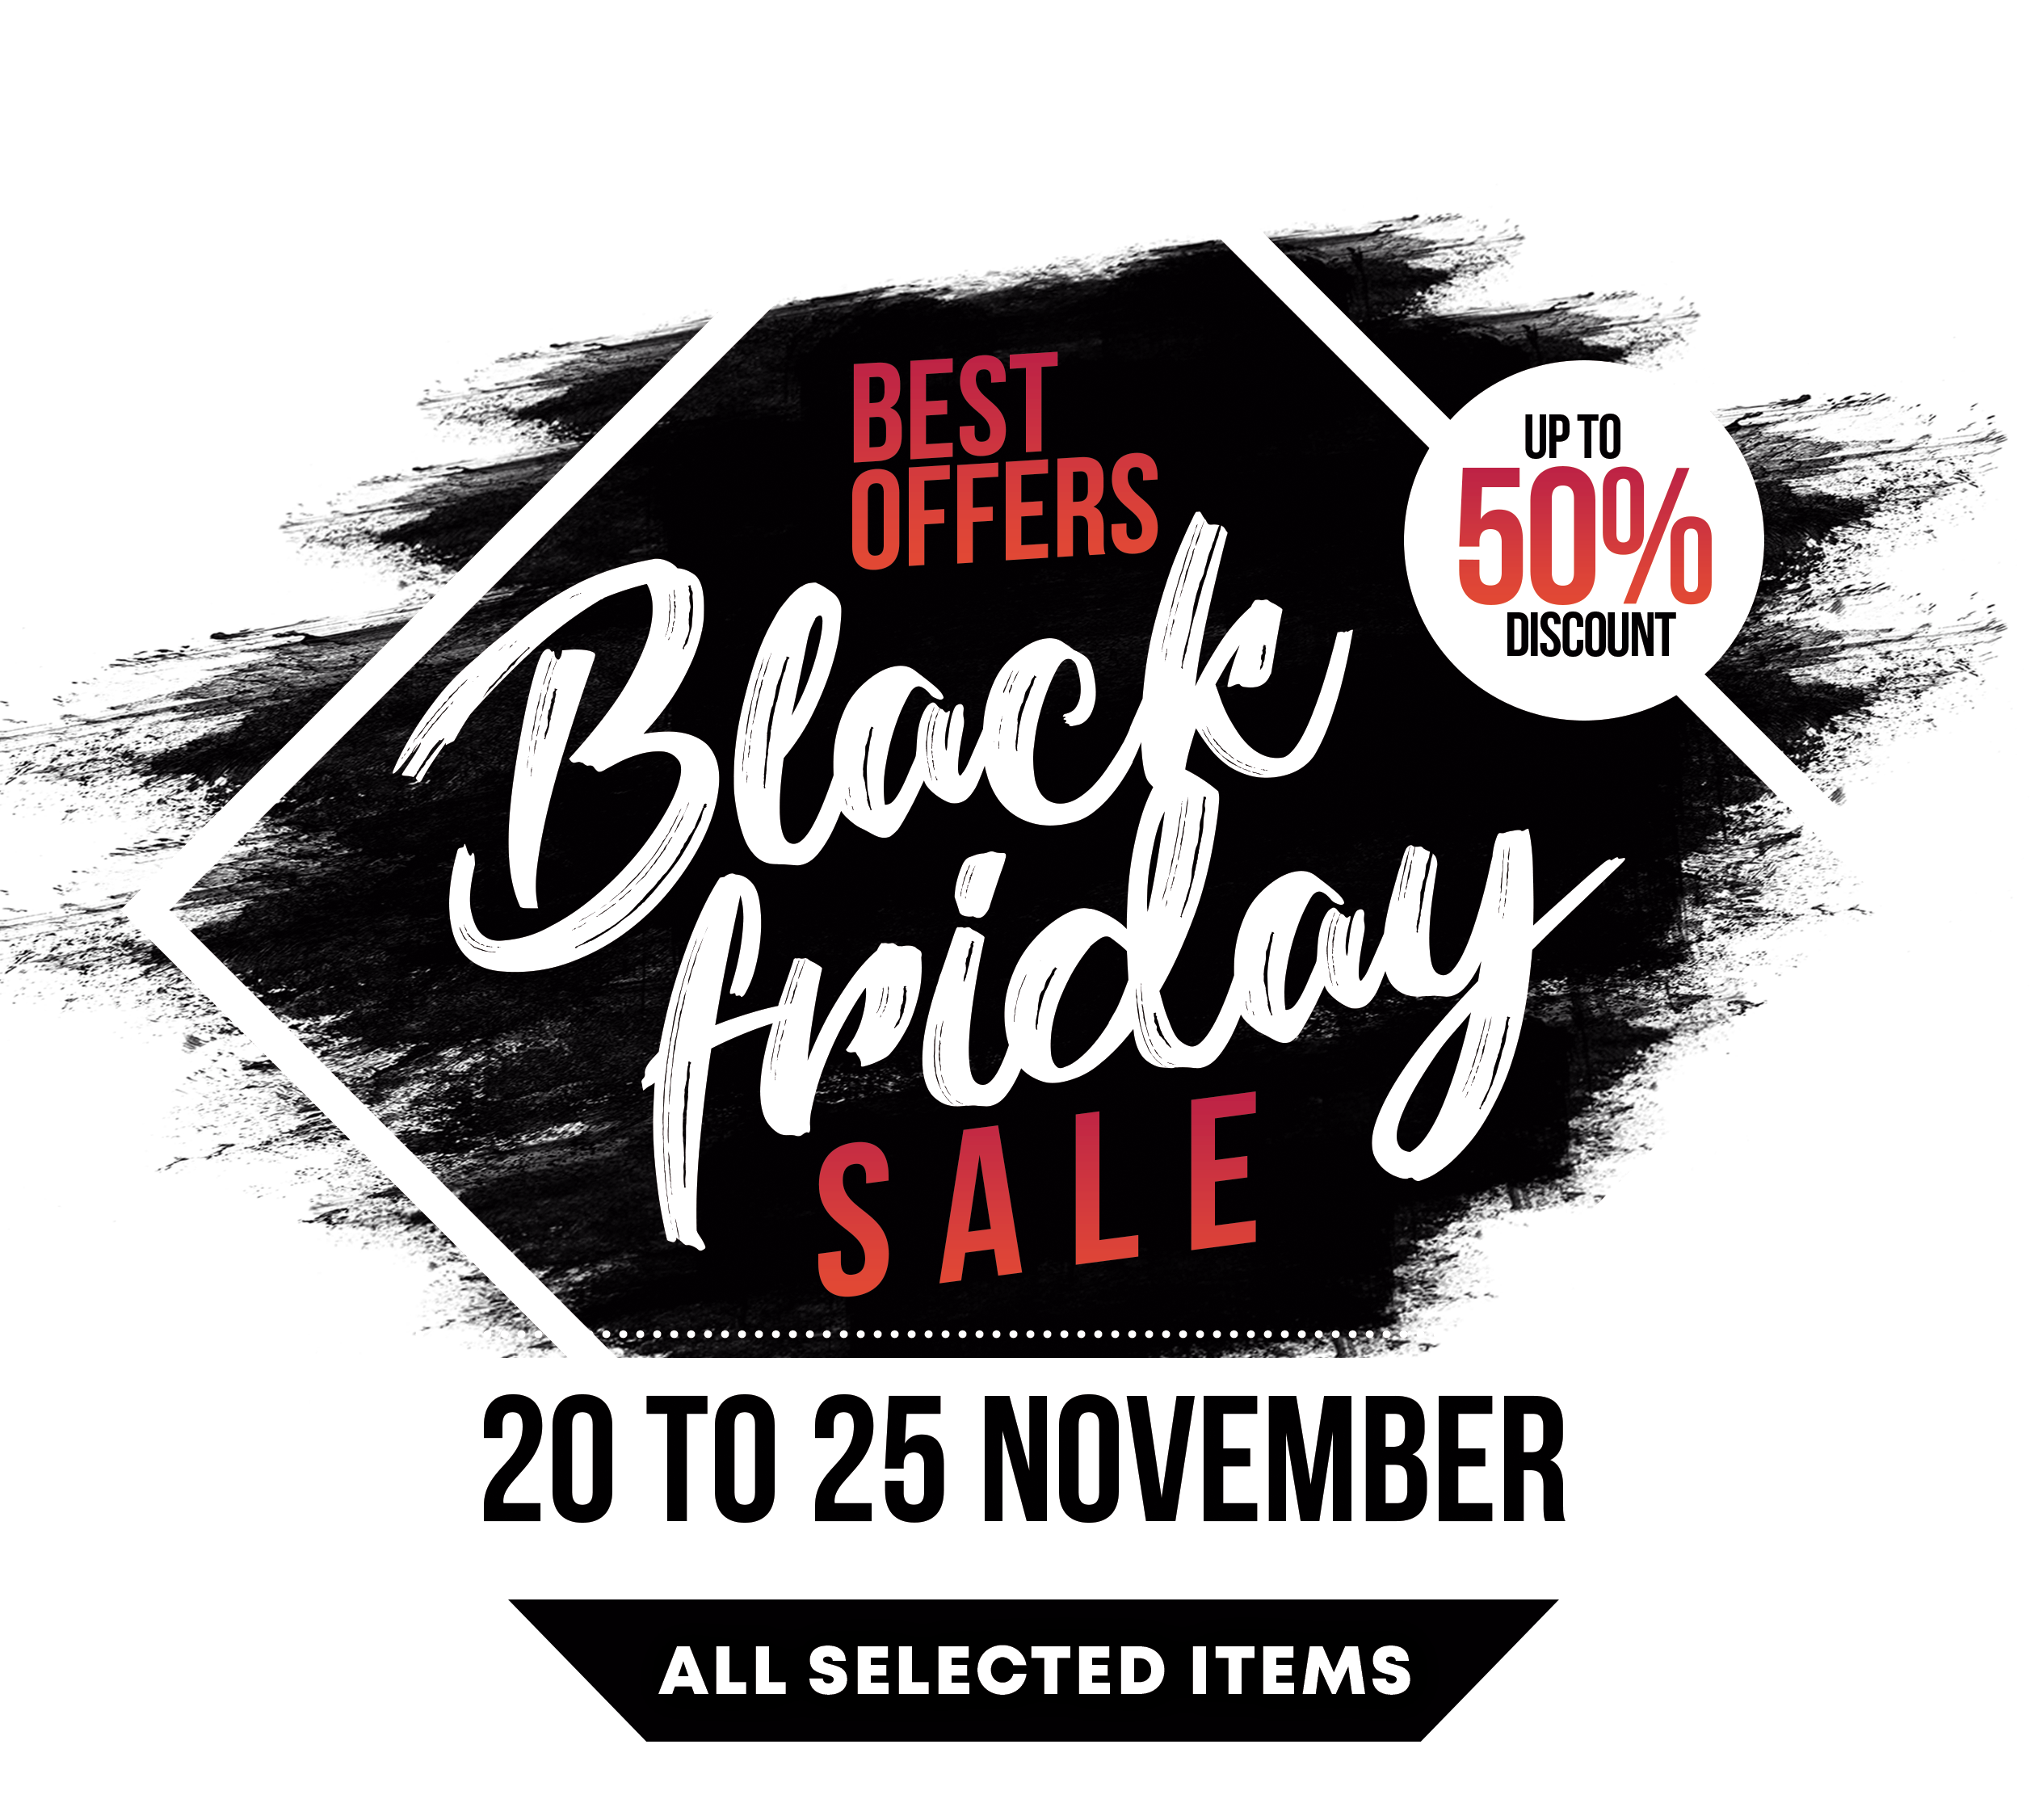 BEST
OFFERS
UP TO
50%
DISCOUNT
Black
friday
SALE
20 TO 25 NOVEMBER
ALL SELECTED ITEMS